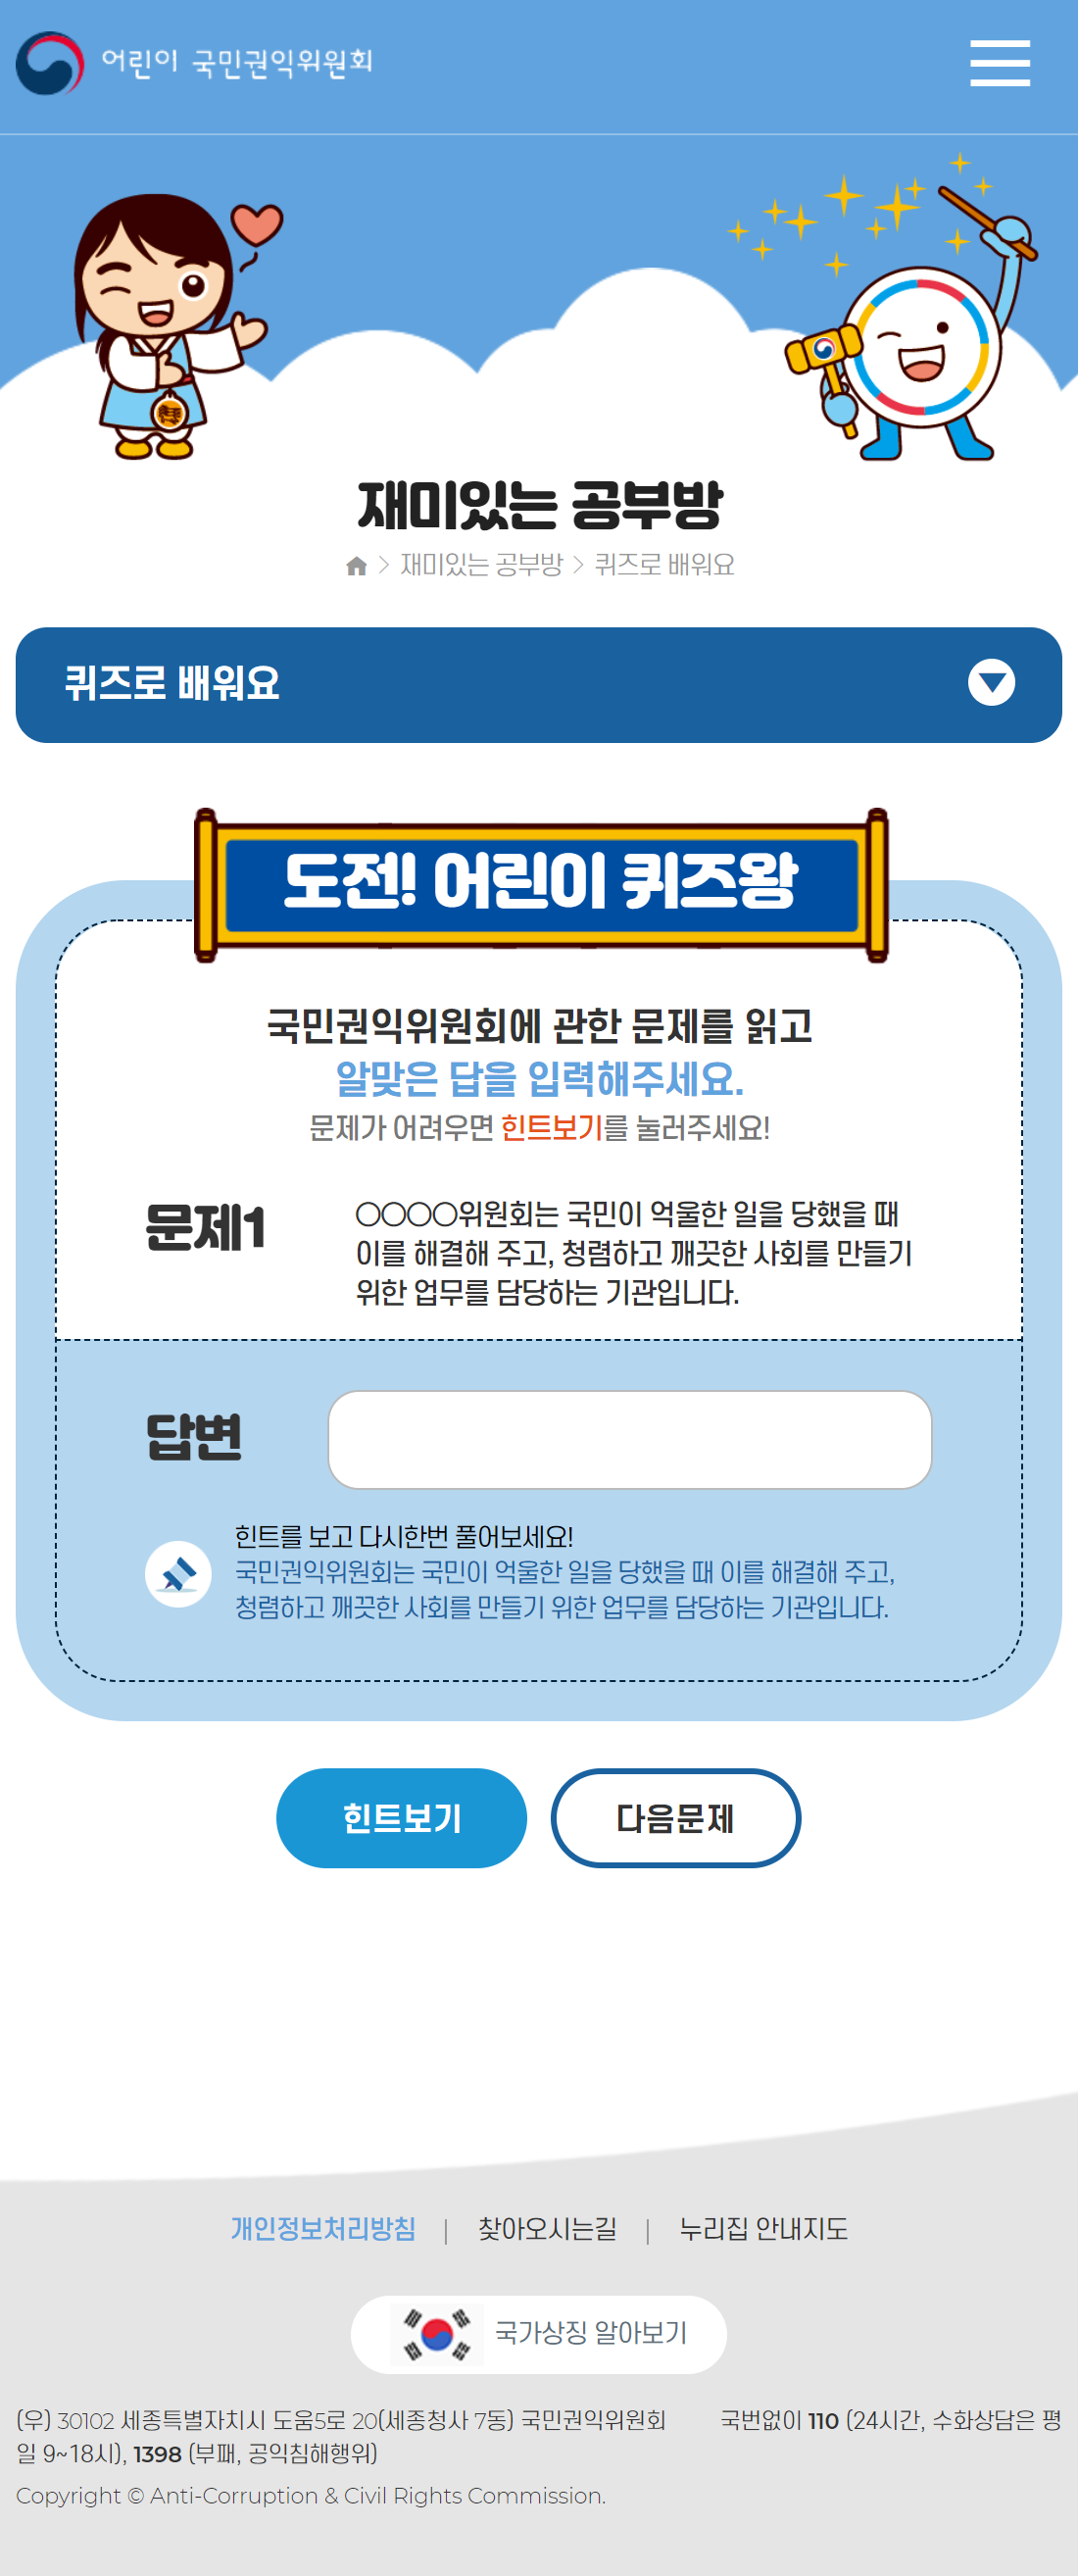 어린이 국민권익위원회
재미있는 공부방
재미있는 공부방 > 퀴즈로 배워요
퀴즈로 배워요
도전! 어린이 퀴즈왕
국민권익위원회에 관한 문제를 읽고
알맞은 답을 입력해주세요.
문제가 어려우면 힌트보기를 눌러주세요!
문제1
○○○○위원회는 국민이 억울한 일을 당했을 때
이를 해결해 주고, 청렴하고 깨끗한 사회를 만들기
위한 업무를 담당하는 기관입니다.
답변
힌트를 보고 다시한번 풀어보세요!
국민권익위원회는 국민이 억울한 일을 당했을 때 이를 해결해 주고,
청렴하고 깨끗한 사회를 만들기 위한 업무를 담당하는 기관입니다.
힌트보기
다음문제
개인정보처리방침 | 찾아오시는길 | 누리집 안내지도
국가상징 알아보기
(우) 30102 세종특별자치시 도움5로 20(세종청사 7동) 국민권익위원회 국번없이 110 (24시간, 수화상담은 평
일 9~18시), 1398 (부패, 공익침해행위)
Copyright © Anti-Corruption & Civil Rights Commission.